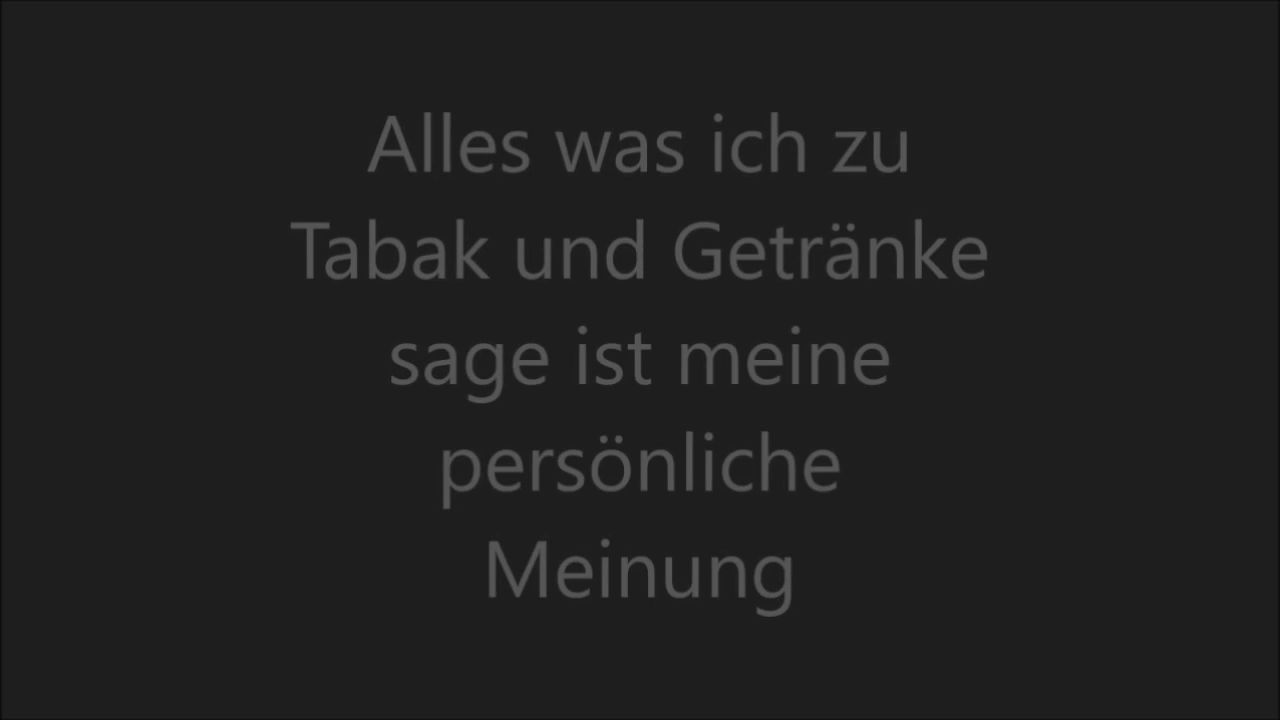 Alles was ich zu
Tabak und Getränke
sage ist meine
persönliche
Meinung